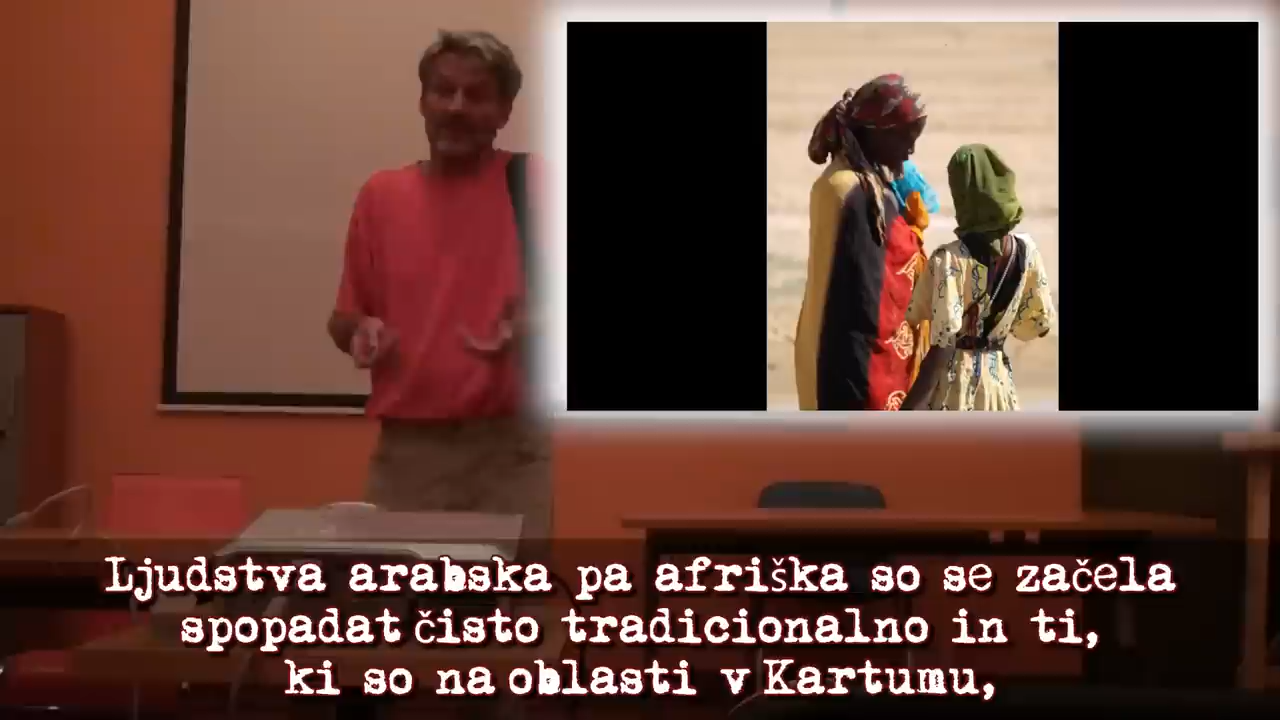 Ljudstva arabska pa afriška so se začela
spopadat čisto tradicionalno in ti,
ki so na oblasti v Kartumu,